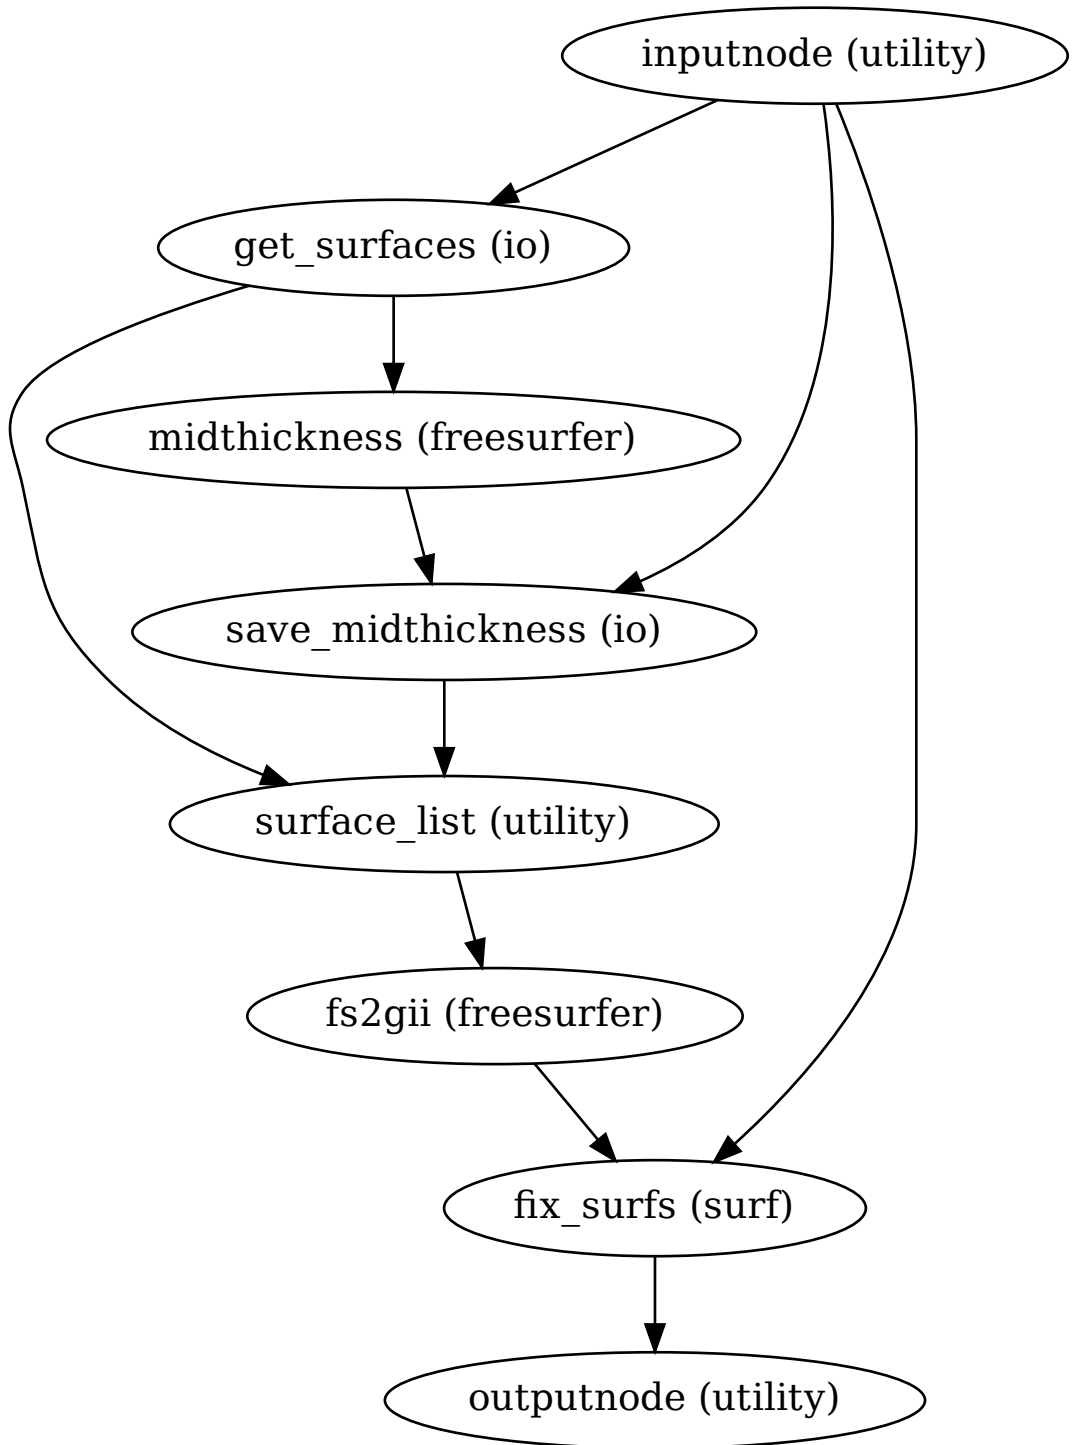 inputnode (utility)
get_surfaces (io)
midthickness (freesurfer)
save_midthickness (io)
surface_list (utility)
fs2gii (freesurfer)
fix_surfs (surf)
outputnode (utility)